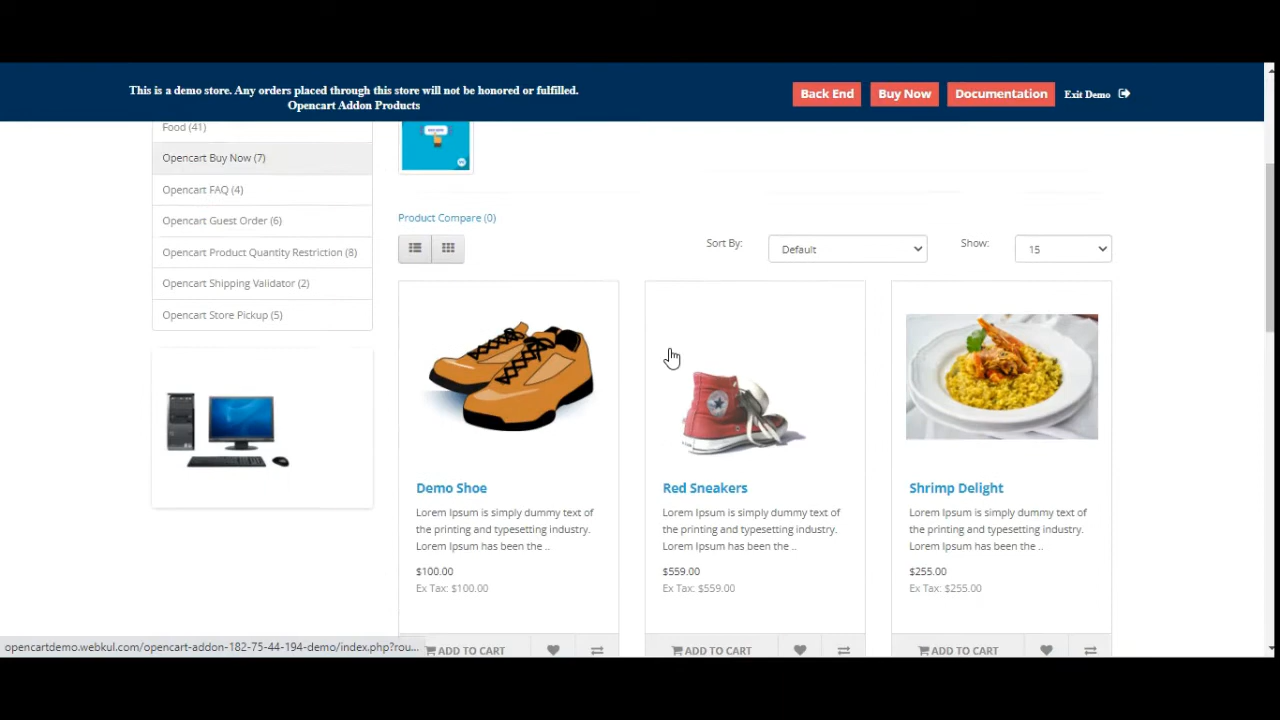 This is a demo store. Any orders placed through this store will not be honored or fulfilled.
Opencart Addon Products
Back End
Buy Now
Documentation
Exit Demo
Food (41)
Opencart Buy Now (7)
Opencart FAQ (4)
Opencart Guest Order (6)
Opencart Product Quantity Restriction (8)
Opencart Shipping Validator (2)
Opencart Store Pickup (5)
Product Compare (0)
Sort By:
Default
Show:
15
Demo Shoe
Lorem Ipsum is simply dummy text of
the printing and typesetting industry.
Lorem Ipsum has been the ..
$100.00
Ex Tax: $100.00
ADD TO CART
Red Sneakers
Lorem Ipsum is simply dummy text of
the printing and typesetting industry.
Lorem Ipsum has been the ..
$559.00
Ex Tax: $559.00
ADD TO CART
Shrimp Delight
Lorem Ipsum is simply dummy text of
the printing and typesetting industry.
Lorem Ipsum has been the ..
$255.00
Ex Tax: $255.00
ADD TO CART
opencartdemo.webkul.com/opencart-addon-182-75-44-194-demo/index.php?rou...